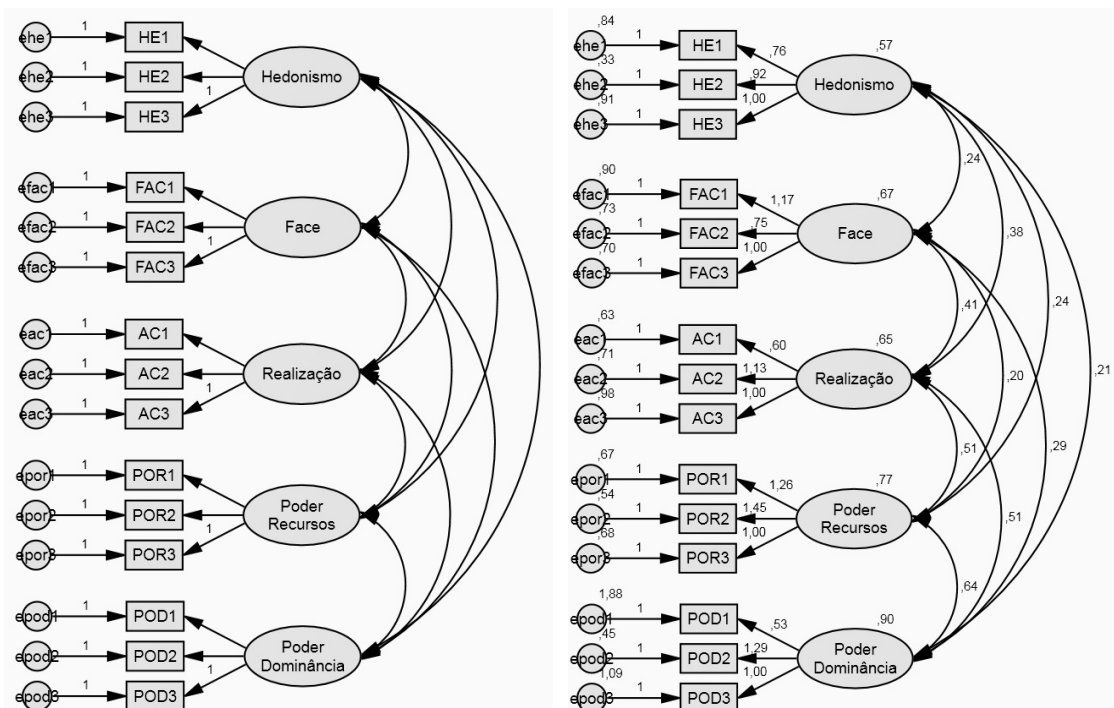 ehe1
1
HE1
ehe2
1
HE2
Hedonismo
ehe3
1
HE3
1
efac1
1
FAC1
efac2
1
FAC2
Face
efac3
1
FAC3
1
eac1
1
AC1
eac2
1
AC2
Realização
eac3
1
AC3
1
epor1
1
POR1
epor2
1
POR2
Poder
Recursos
epor3
1
POR3
1
epod1
1
POD1
epod2
1
POD2
Poder
Dominância
epod3
1
POD3
1
,84
ehe1
1
HE1
,76
,57
,33
ehe2
1
HE2
,92
Hedonismo
,91
ehe3
1
HE3
1,00
,24
,90
efac1
1
FAC1
1,17
,67
,73
efac2
1
FAC2
,75
Face
,38
,70
efac3
1
FAC3
1,00
,41
,24
,63
eac1
1
AC1
,60
,65
,71
eac2
1
AC2
1,13
Realização
,20
,21
,98
eac3
1
AC3
1,00
,51
,29
,67
epor1
1
POR1
1,26
,77
,54
epor2
1
POR2
1,45
Poder
Recursos
,51
,68
epor3
1
POR3
1,00
,64
1,88
epod1
1
POD1
,53
,90
,45
epod2
1
POD2
1,29
Poder
Dominância
1,09
epod3
1
POD3
1,00